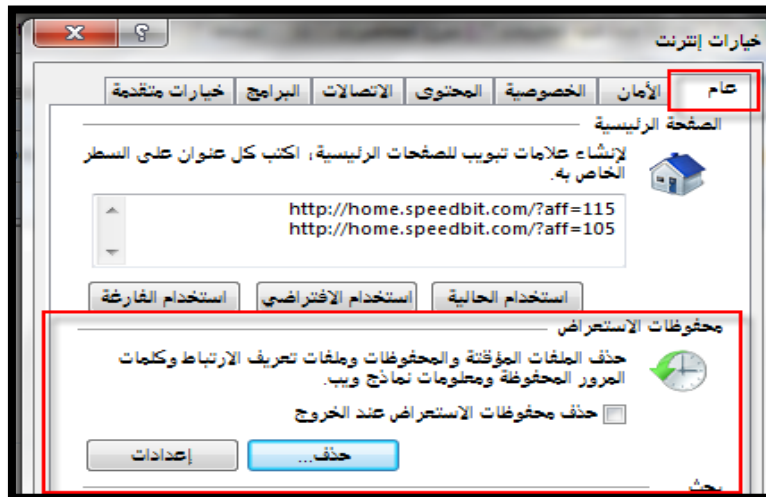 خيارات إنترنت
عام الأمان الخصوصية المحتوى الاتصالات البرامج خيارات متقدمة
الصفحة الرئيسية
لإنشاء علامات تبويب للصفحات الرئيسية، اكتب كل عنوان على السطر
الخاص به.
http://home.speedbit.com/?aff=115
http://home.speedbit.com/?aff=105
استخدام الحالية استخدام الافتراضي استخدام الفارغة
محفوظات الاستعراض
حذف الملفات المؤقتة والمحفوظات وملفات تعريف الارتباط وكلمات
المرور المحفوظة ومعلومات نماذج ويب.
حذف محفوظات الاستعراض عند الخروج
حذف... إعدادات
بحث